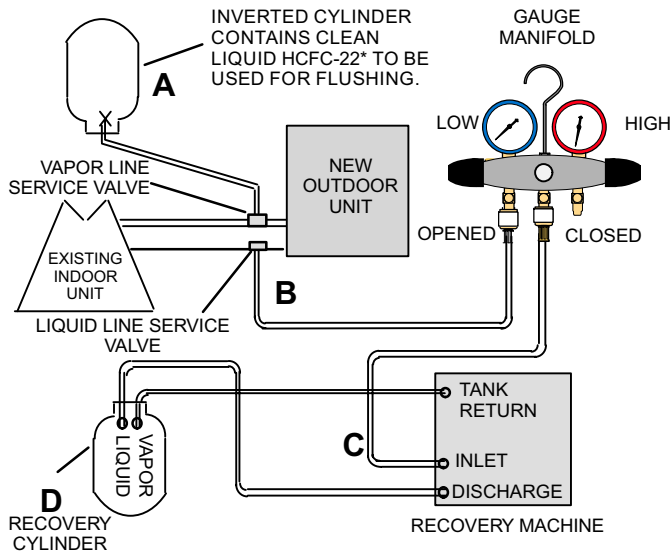 INVERTED CYLINDER
CONTAINS CLEAN
LIQUID HCFC-22* TO BE
USED FOR FLUSHING.
A
GAUGE
MANIFOLD
LOW
HIGH
VAPOR LINE
SERVICE VALVE
NEW
OUTDOOR
UNIT
OPENED
CLOSED
EXISTING
INDOOR
UNIT
B
LIQUID LINE SERVICE
VALVE
TANK
RETURN
C
INLET
DISCHARGE
LIQUID
VAPOR
D
RECOVERY
CYLINDER
RECOVERY MACHINE